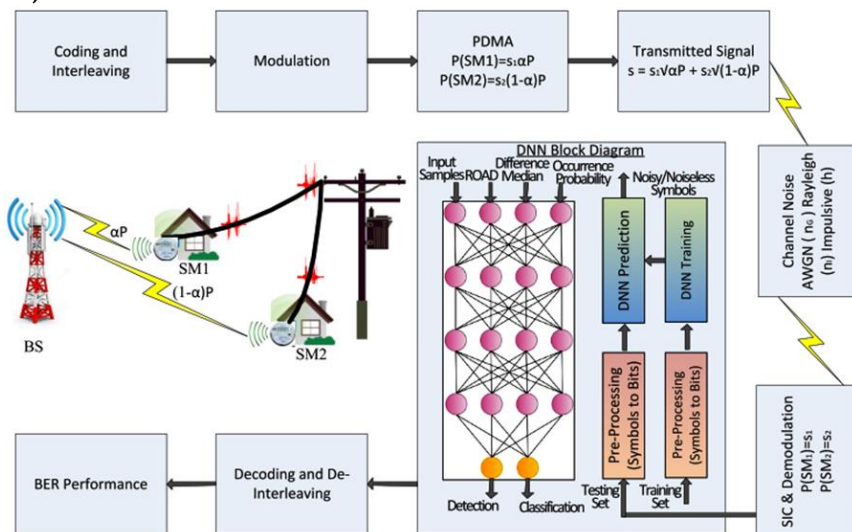 Coding and
Interleaving
Modulation
PDMA
P(SM1)=s₁αP
P(SM2)=s₂(1-α)P
Transmitted Signal
s = s₁√αP + s₂√(1-α)P
Channel Noise
AWGN ( nG ) Rayleigh
(nI) Impulsive (h)
SIC & Demodulation
P(SM₁)=s₁
P(SM₂)=s₂
DNN Block Diagram
Input
Samples
ROAD
Difference
Median
Occurrence
Probability
Noisy/Noiseless
Symbols
DNN Prediction
DNN Training
Pre-Processing
(Symbols to Bits)
Pre-Processing
(Symbols to Bits)
Testing
Set
Training
Set
Detection
Classification
αP
SM1
(1-α)P
SM2
BS
Decoding and De-
Interleaving
BER Performance